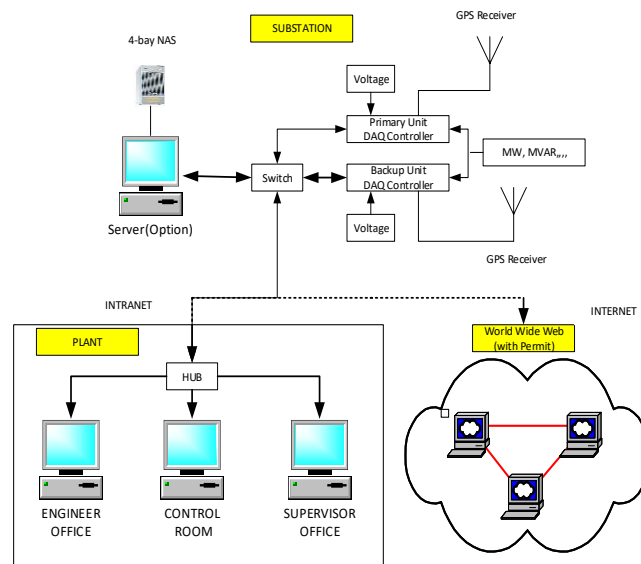 GPS Receiver
4-bay NAS
SUBSTATION
Voltage
Primary Unit
DAQ Controller
MW, MVAR,,,,
Switch
Backup Unit
DAQ Controller
Server(Option)
Voltage
GPS Receiver
INTRANET
INTERNET
PLANT
World Wide Web
(with Permit)
HUB
ENGINEER
OFFICE
CONTROL
ROOM
SUPERVISOR
OFFICE